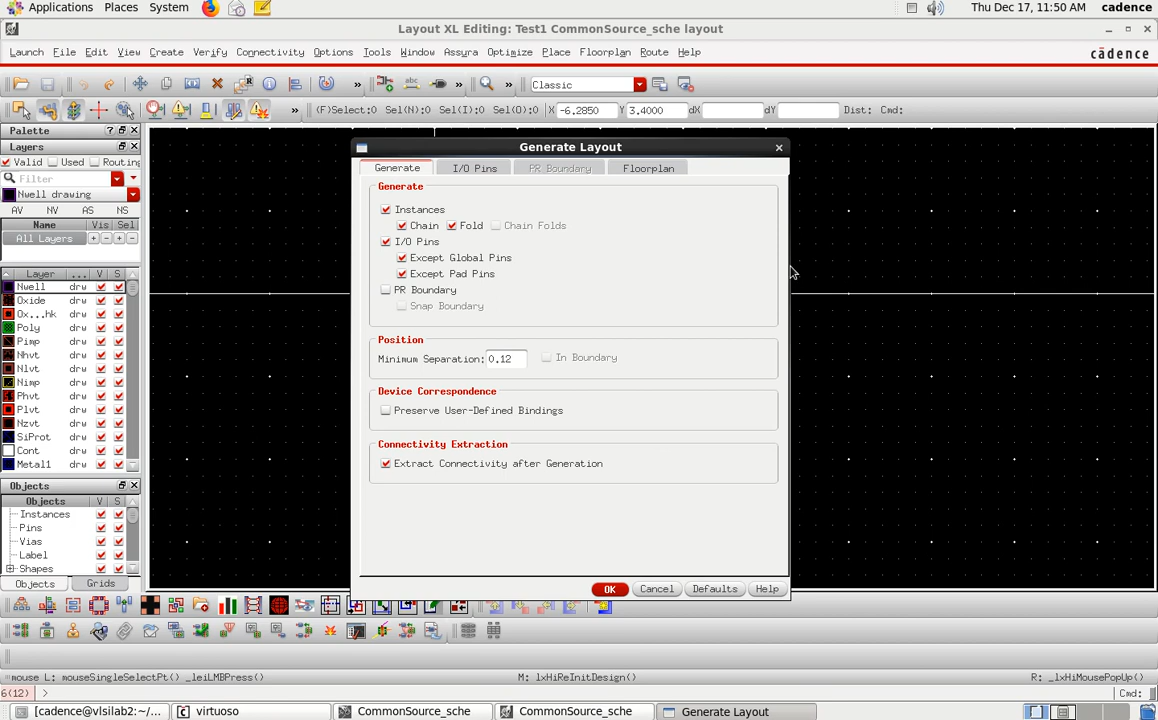 Applications Places System Thu Dec 17, 11:50 AM cadence
Layout XL Editing: Test1 CommonSource_sche layout
Launch File Edit View Create Verify Connectivity Options Tools Window Assura Optimize Place Floorplan Route Help cādence
» » » Classic
» (F)Select:0 Sel(N):0 Sel(I):0 Sel(O):0 X -6.2850 Y 3.4000 dX dY Dist: Cmd:
Palette
Layers
Valid Used Routing
Filter
Nwell drawing
AV NV AS NS
Name Vis Sel
All Layers + - + -
Layer ... V S
Nwell drw
Oxide drw
Ox...hk drw
Poly drw
Pimp drw
Nhvt drw
Nlvt drw
Nimp drw
Phvt drw
Plvt drw
Nzvt drw
SiProt drw
Cont drw
Metal1 drw
Objects
Objects V S
Instances
Pins
Vias
Label
Shapes
Objects Grids
Generate Layout
Generate I/O Pins PR Boundary Floorplan
Generate
Instances
Chain Fold Chain Folds
I/O Pins
Except Global Pins
Except Pad Pins
PR Boundary
Snap Boundary
Position
Minimum Separation: 0.12 In Boundary
Device Correspondence
Preserve User-Defined Bindings
Connectivity Extraction
Extract Connectivity after Generation
OK Cancel Defaults Help
mouse L: mouseSingleSelectPt() _leiLMBPress() M: lxHiReInitDesign() R: _lxHiMousePopUp()
6(12) > Cmd:
[cadence@vlsilab2:~/... virtuoso CommonSource_sche CommonSource_sche Generate Layout